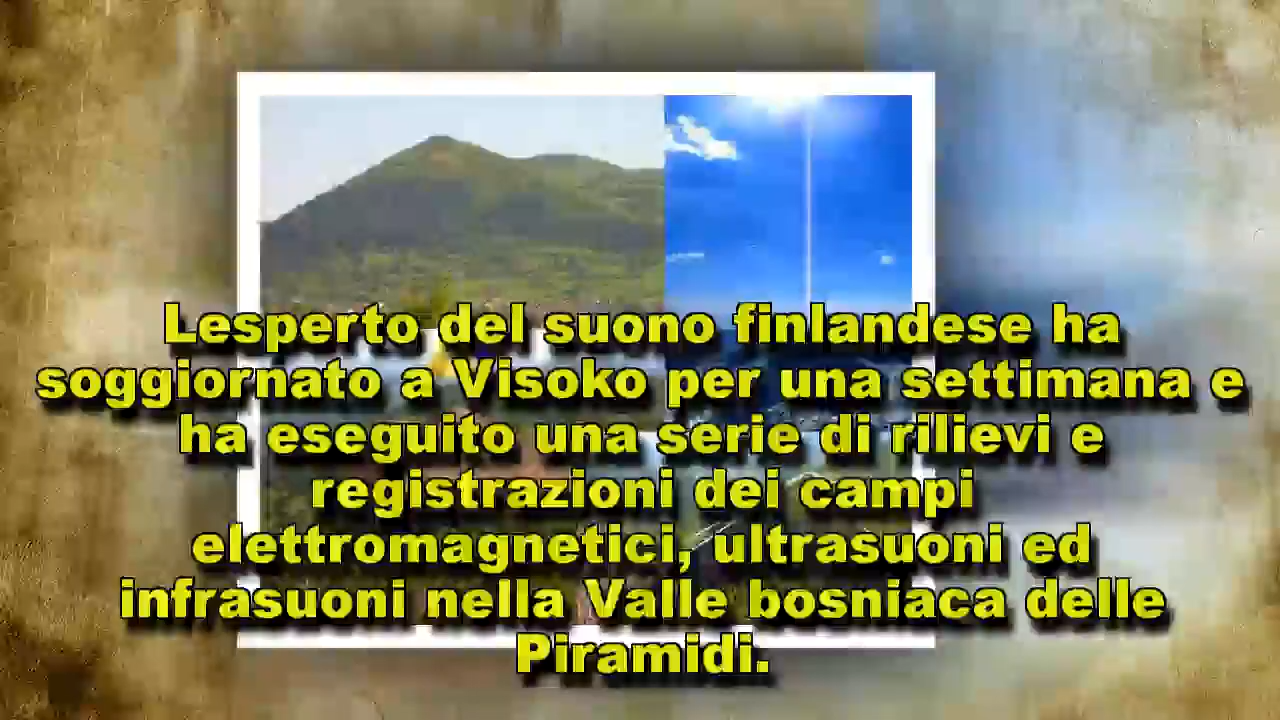 Lesperto del suono finlandese ha
soggiornato a Visoko per una settimana e
ha eseguito una serie di rilievi e
registrazioni dei campi
elettromagnetici, ultrasuoni ed
infrasuoni nella Valle bosniaca delle
Piramidi.